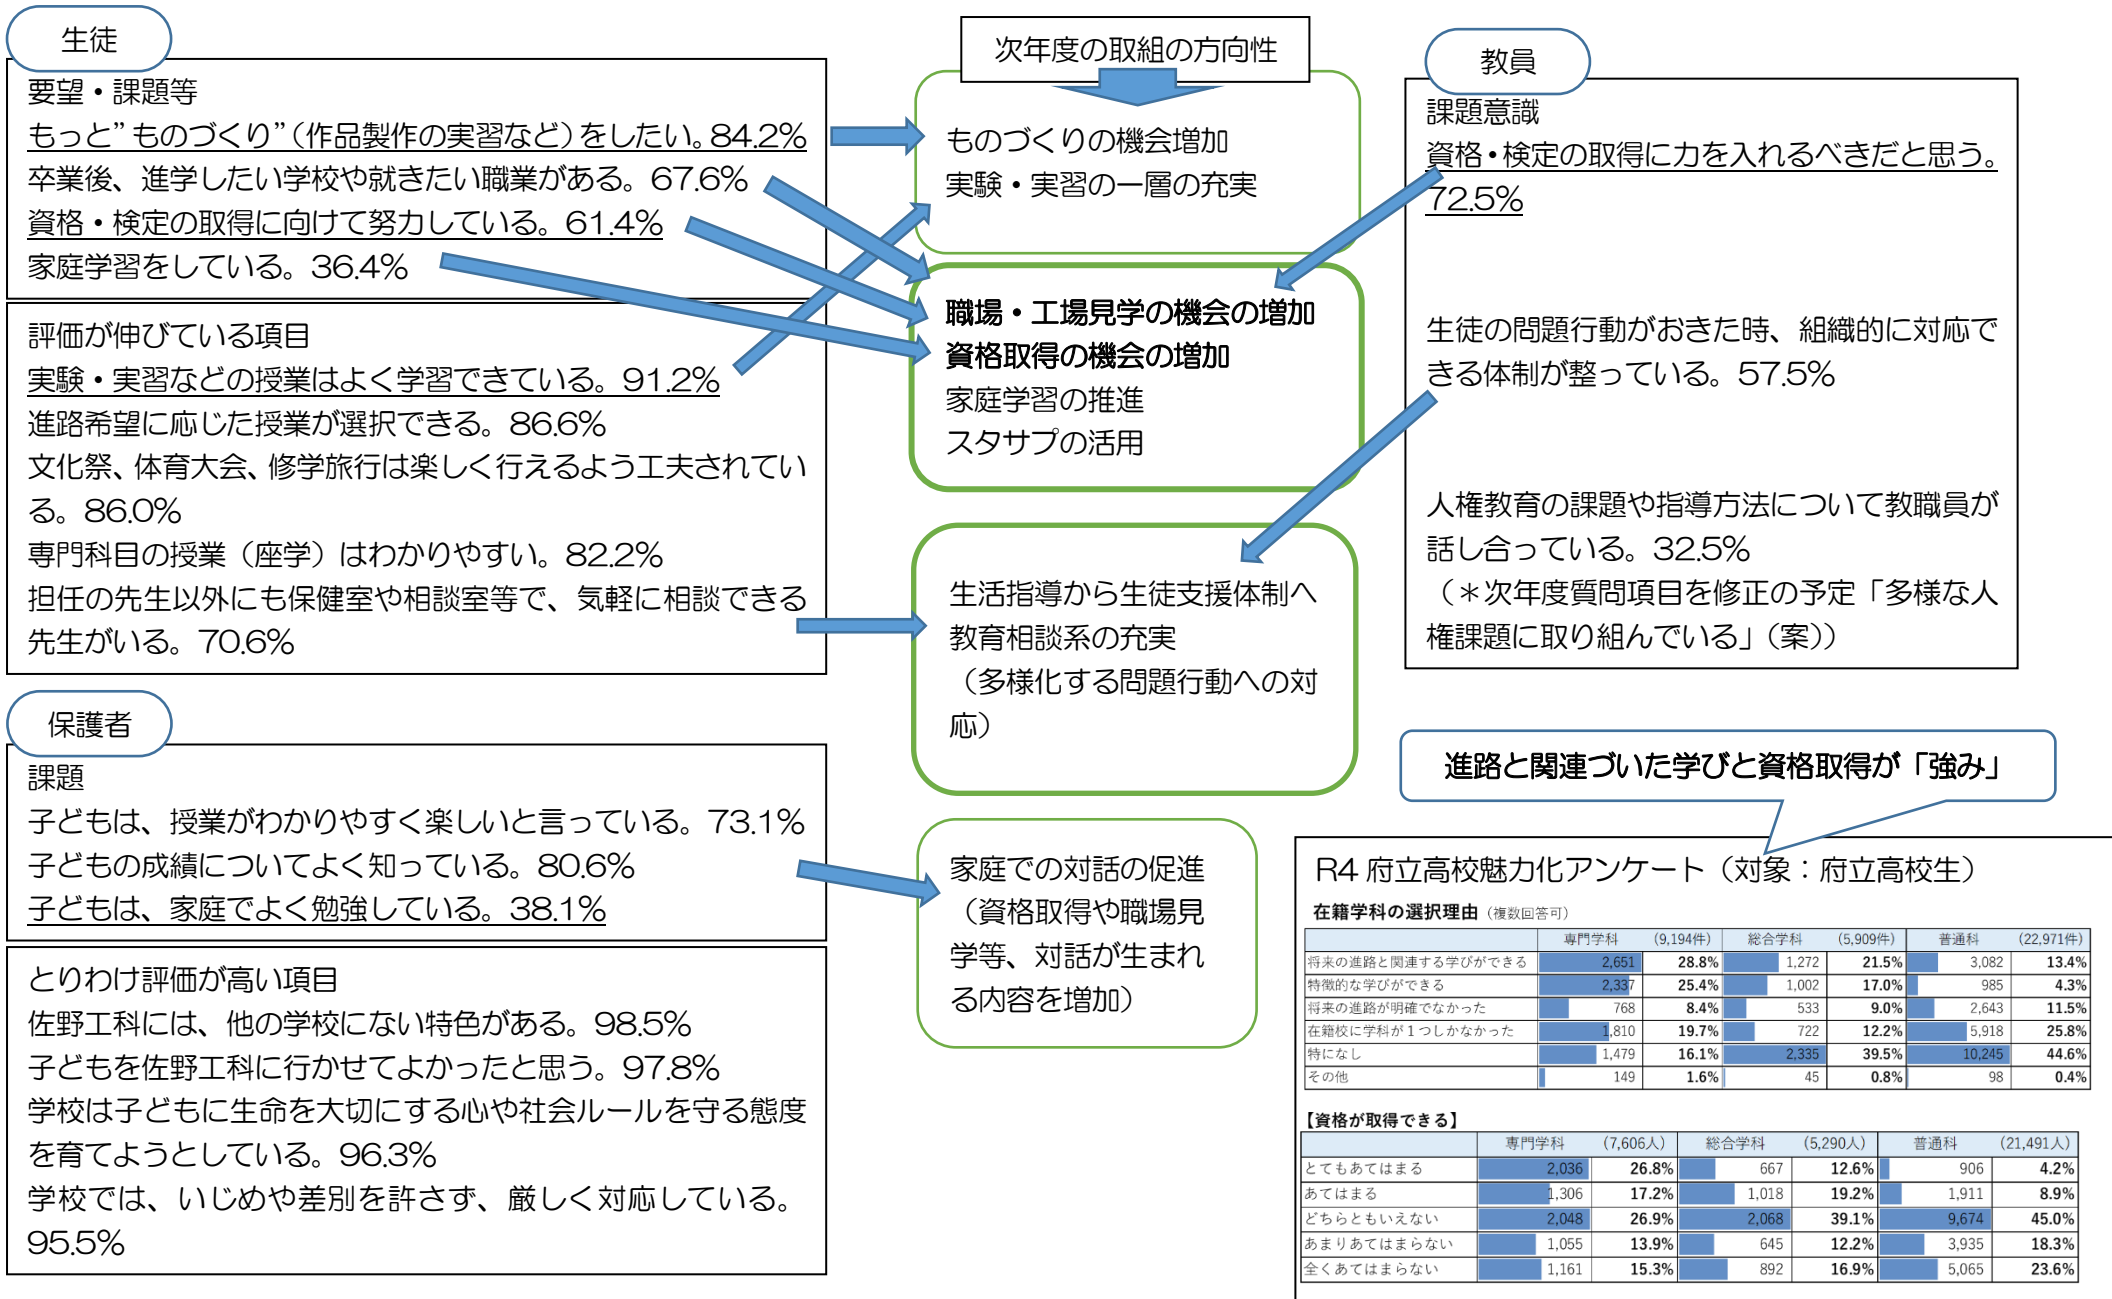 生徒
要望・課題等
もっと”ものづくり”（作品製作の実習など）をしたい。84.2%
卒業後、進学したい学校や就きたい職業がある。67.6%
資格・検定の取得に向けて努力している。61.4%
家庭学習をしている。36.4%
評価が伸びている項目
実験・実習などの授業はよく学習できている。91.2%
進路希望に応じた授業が選択できる。86.6%
文化祭、体育大会、修学旅行は楽しく行えるよう工夫されてい
る。86.0%
専門科目の授業（座学）はわかりやすい。82.2%
担任の先生以外にも保健室や相談室等で、気軽に相談できる
先生がいる。70.6%
保護者
課題
子どもは、授業がわかりやすく楽しいと言っている。73.1%
子どもの成績についてよく知っている。80.6%
子どもは、家庭でよく勉強している。38.1%
とりわけ評価が高い項目
佐野工科には、他の学校にない特色がある。98.5%
子どもを佐野工科に行かせてよかったと思う。97.8%
学校は子どもに生命を大切にする心や社会ルールを守る態度
を育てようとしている。96.3%
学校では、いじめや差別を許さず、厳しく対応している。
95.5%
次年度の取組の方向性
ものづくりの機会増加
実験・実習の一層の充実
職場・工場見学の機会の増加
資格取得の機会の増加
家庭学習の推進
スタサプの活用
生活指導から生徒支援体制へ
教育相談系の充実
（多様化する問題行動への対
応）
家庭での対話の促進
（資格取得や職場見
学等、対話が生まれ
る内容を増加）
教員
課題意識
資格・検定の取得に力を入れるべきだと思う。
72.5%
生徒の問題行動がおきた時、組織的に対応で
きる体制が整っている。57.5%
人権教育の課題や指導方法について教職員が
話し合っている。32.5%
（＊次年度質問項目を修正の予定「多様な人
権課題に取り組んでいる」（案））
進路と関連づいた学びと資格取得が「強み」
R4 府立高校魅力化アンケート（対象：府立高校生）
在籍学科の選択理由（複数回答可）
専門学科 （9,194件） 総合学科 （5,909件） 普通科 （22,971件）
将来の進路と関連する学びができる 2,651 28.8% 1,272 21.5% 3,082 13.4%
特徴的な学びができる 2,337 25.4% 1,002 17.0% 985 4.3%
将来の進路が明確でなかった 768 8.4% 533 9.0% 2,643 11.5%
在籍校に学科が１つしかなかった 1,810 19.7% 722 12.2% 5,918 25.8%
特になし 1,479 16.1% 2,335 39.5% 10,245 44.6%
その他 149 1.6% 45 0.8% 98 0.4%
【資格が取得できる】
専門学科 （7,606人） 総合学科 （5,290人） 普通科 （21,491人）
とてもあてはまる 2,036 26.8% 667 12.6% 906 4.2%
あてはまる 1,306 17.2% 1,018 19.2% 1,911 8.9%
どちらともいえない 2,048 26.9% 2,068 39.1% 9,674 45.0%
あまりあてはまらない 1,055 13.9% 645 12.2% 3,935 18.3%
全くあてはまらない 1,161 15.3% 892 16.9% 5,065 23.6%